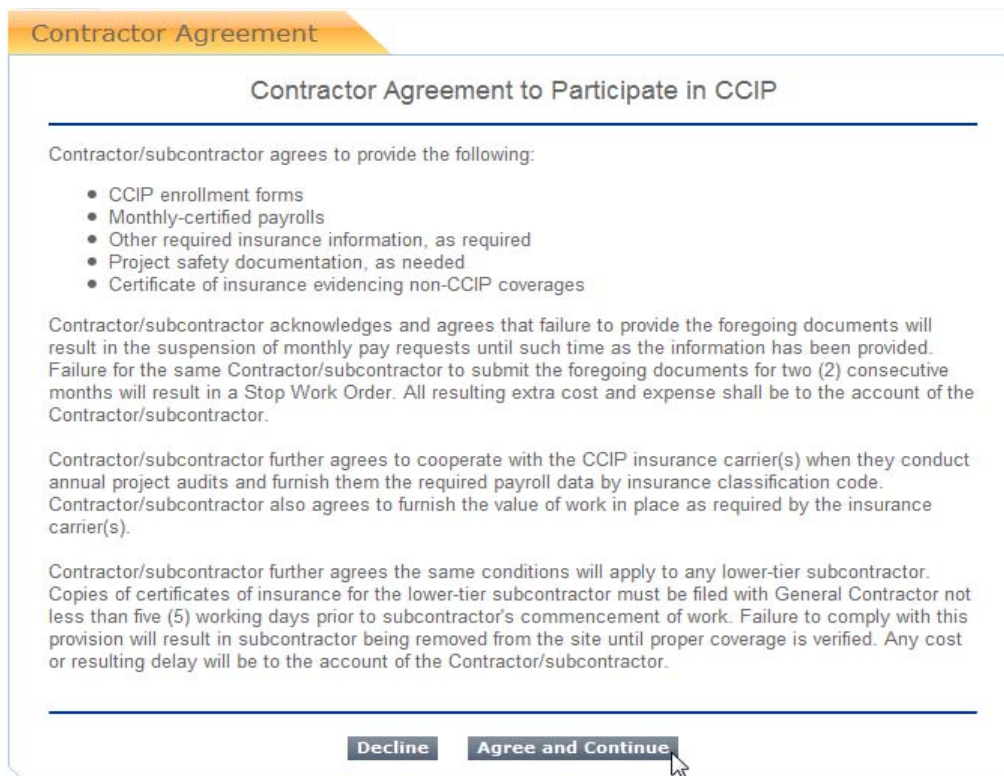 Contractor Agreement
Contractor Agreement to Participate in CCIP
Contractor/subcontractor agrees to provide the following:
• CCIP enrollment forms
• Monthly-certified payrolls
• Other required insurance information, as required
• Project safety documentation, as needed
• Certificate of insurance evidencing non-CCIP coverages
Contractor/subcontractor acknowledges and agrees that failure to provide the foregoing documents will
result in the suspension of monthly pay requests until such time as the information has been provided.
Failure for the same Contractor/subcontractor to submit the foregoing documents for two (2) consecutive
months will result in a Stop Work Order. All resulting extra cost and expense shall be to the account of the
Contractor/subcontractor.
Contractor/subcontractor further agrees to cooperate with the CCIP insurance carrier(s) when they conduct
annual project audits and furnish them the required payroll data by insurance classification code.
Contractor/subcontractor also agrees to furnish the value of work in place as required by the insurance
carrier(s).
Contractor/subcontractor further agrees the same conditions will apply to any lower-tier subcontractor.
Copies of certificates of insurance for the lower-tier subcontractor must be filed with General Contractor not
less than five (5) working days prior to subcontractor's commencement of work. Failure to comply with this
provision will result in subcontractor being removed from the site until proper coverage is verified. Any cost
or resulting delay will be to the account of the Contractor/subcontractor.
Decline Agree and Continue